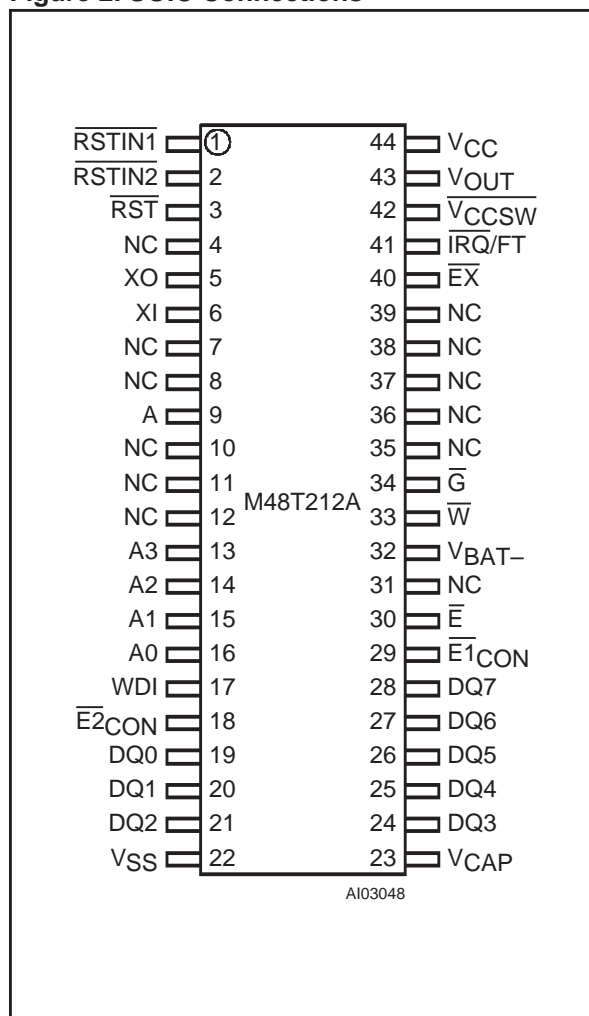 Figure 2. SOIC Connections
RSTIN1 1 44 VCC
RSTIN2 2 43 VOUT
RST 3 42 VCCSW
NC 4 41 IRQ/FT
XO 5 40 EX
XI 6 39 NC
NC 7 38 NC
NC 8 37 NC
A 9 36 NC
NC 10 35 NC
NC 11 34 G
M48T212A
NC 12 33 W
A3 13 32 VBAT–
A2 14 31 NC
A1 15 30 E
A0 16 29 E1CON
WDI 17 28 DQ7
E2CON 18 27 DQ6
DQ0 19 26 DQ5
DQ1 20 25 DQ4
DQ2 21 24 DQ3
VSS 22 23 VCAP
AI03048